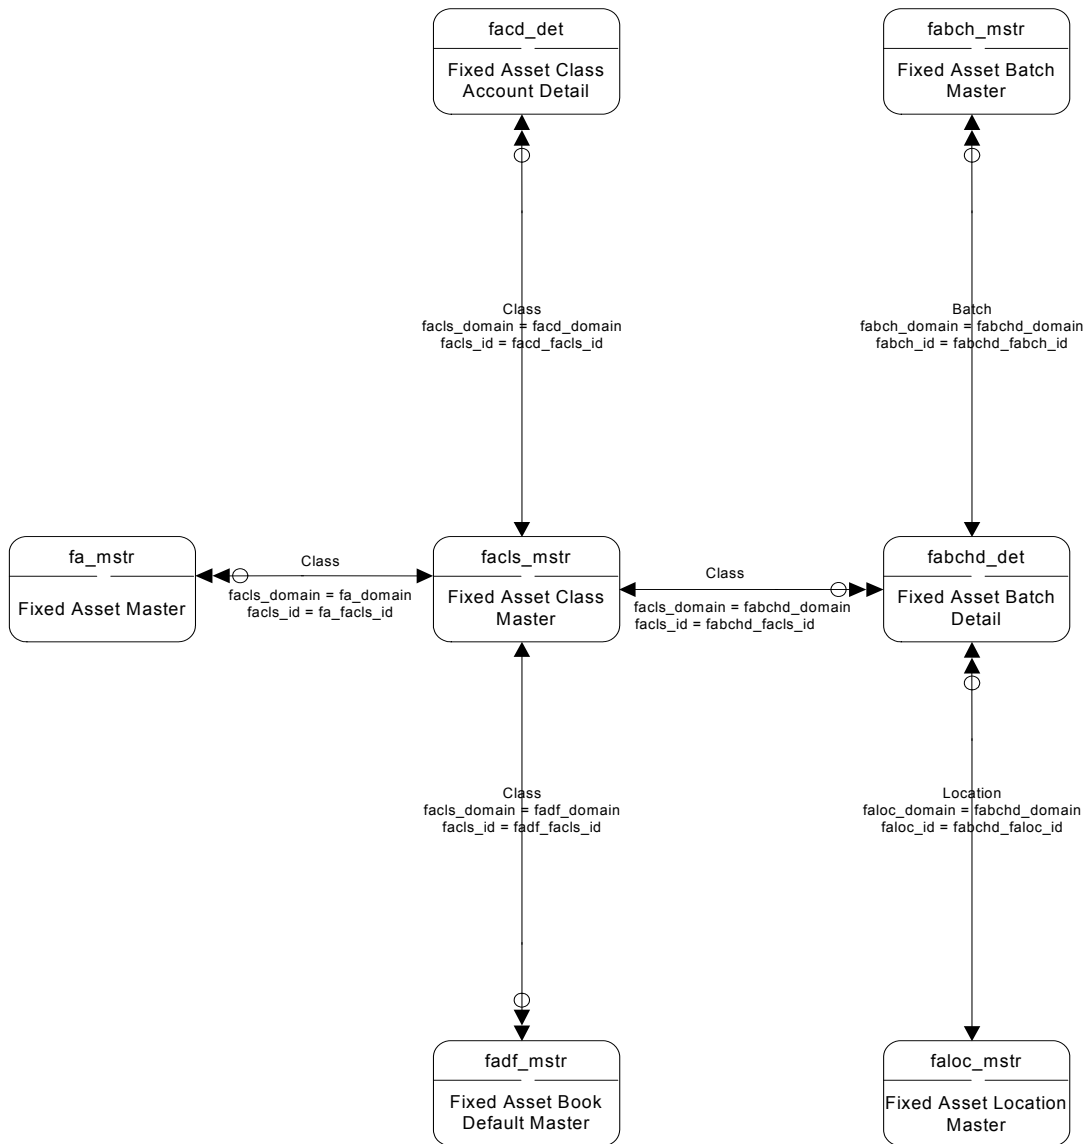 facd_det
Fixed Asset Class
Account Detail
fabch_mstr
Fixed Asset Batch
Master
Class
facls_domain = facd_domain
facls_id = facd_facls_id
Batch
fabch_domain = fabchd_domain
fabch_id = fabchd_fabch_id
fa_mstr
Fixed Asset Master
Class
facls_domain = fa_domain
facls_id = fa_facls_id
facls_mstr
Fixed Asset Class
Master
Class
facls_domain = fabchd_domain
facls_id = fabchd_facls_id
fabchd_det
Fixed Asset Batch
Detail
Class
facls_domain = fadf_domain
facls_id = fadf_facls_id
Location
faloc_domain = fabchd_domain
faloc_id = fabchd_faloc_id
fadf_mstr
Fixed Asset Book
Default Master
faloc_mstr
Fixed Asset Location
Master